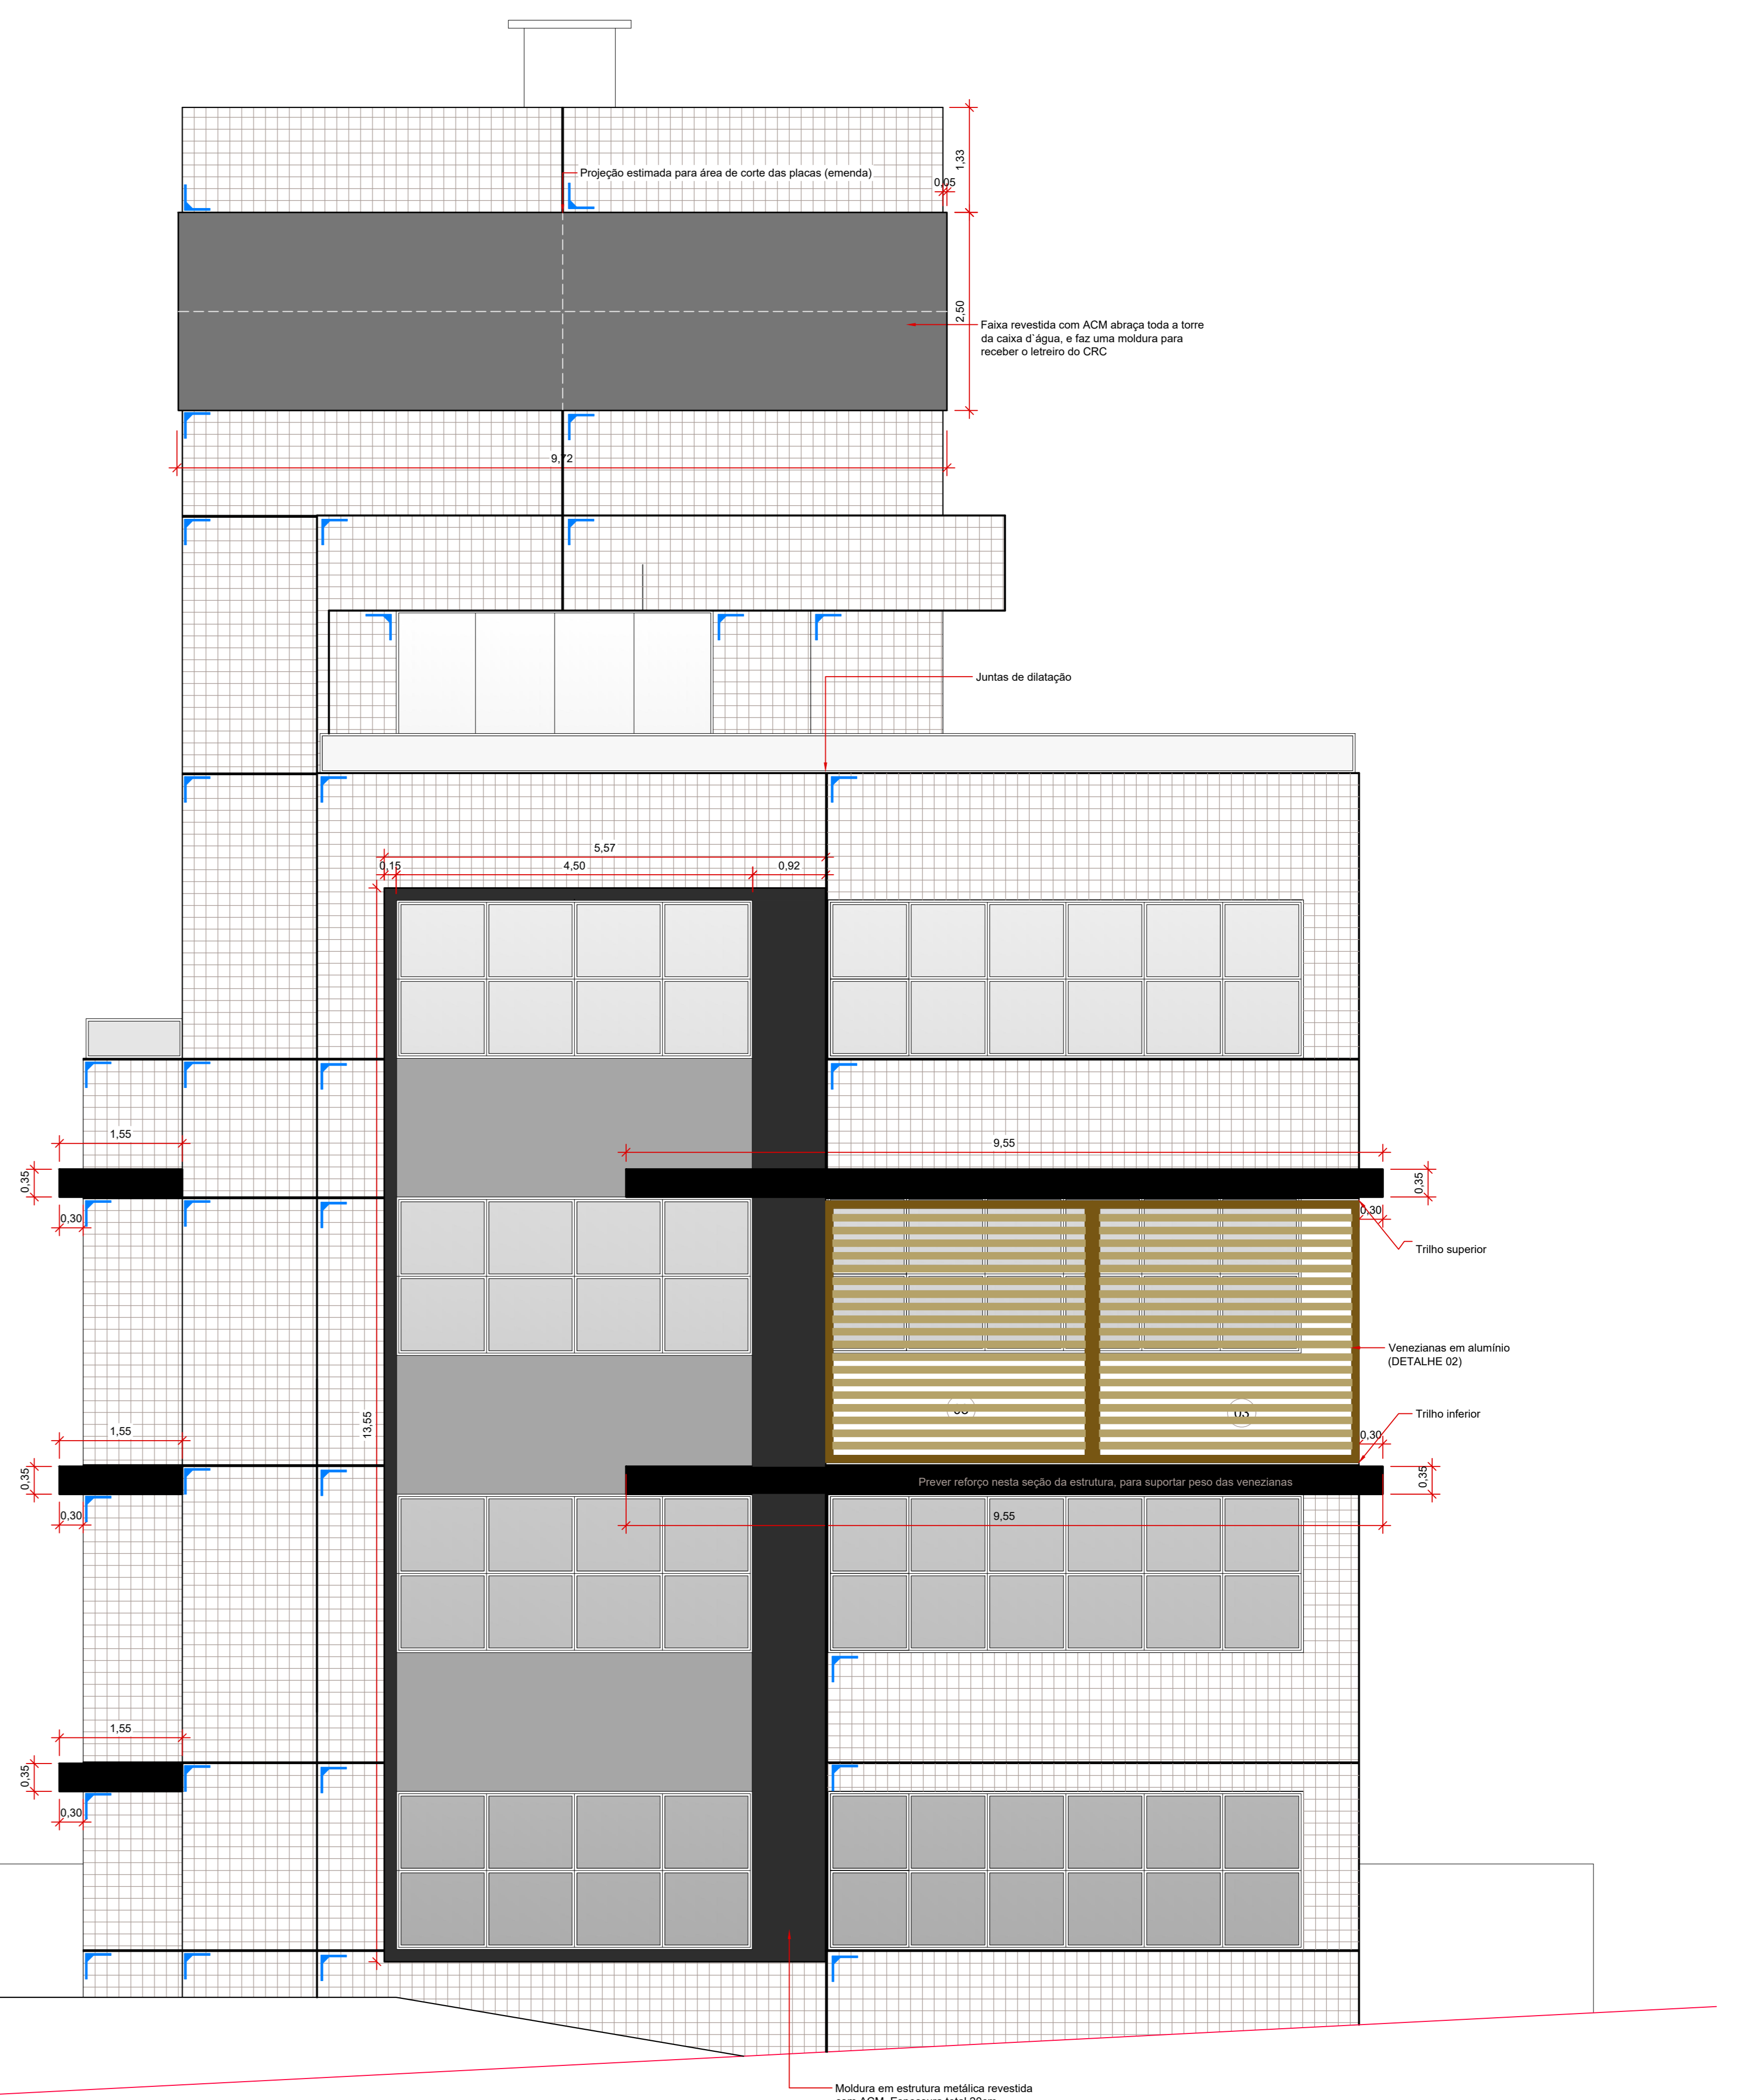 1,33
Projeção estimada para área de corte das placas (emenda)
0,05
2,50
Faixa revestida com ACM abraça toda a torre
da caixa d`água, e faz uma moldura para
receber o letreiro do CRC
9,72
Juntas de dilatação
5,57
0,15
4,50
0,92
1,55
9,55
0,35
0,35
0,30
0,30
Trilho superior
Venezianas em alumínio
(DETALHE 02)
13,55
03
Trilho inferior
1,55
0,30
0,35
Prever reforço nesta seção da estrutura, para suportar peso das venezianas
0,35
0,30
9,55
1,55
0,35
0,30
Moldura em estrutura metálica revestida